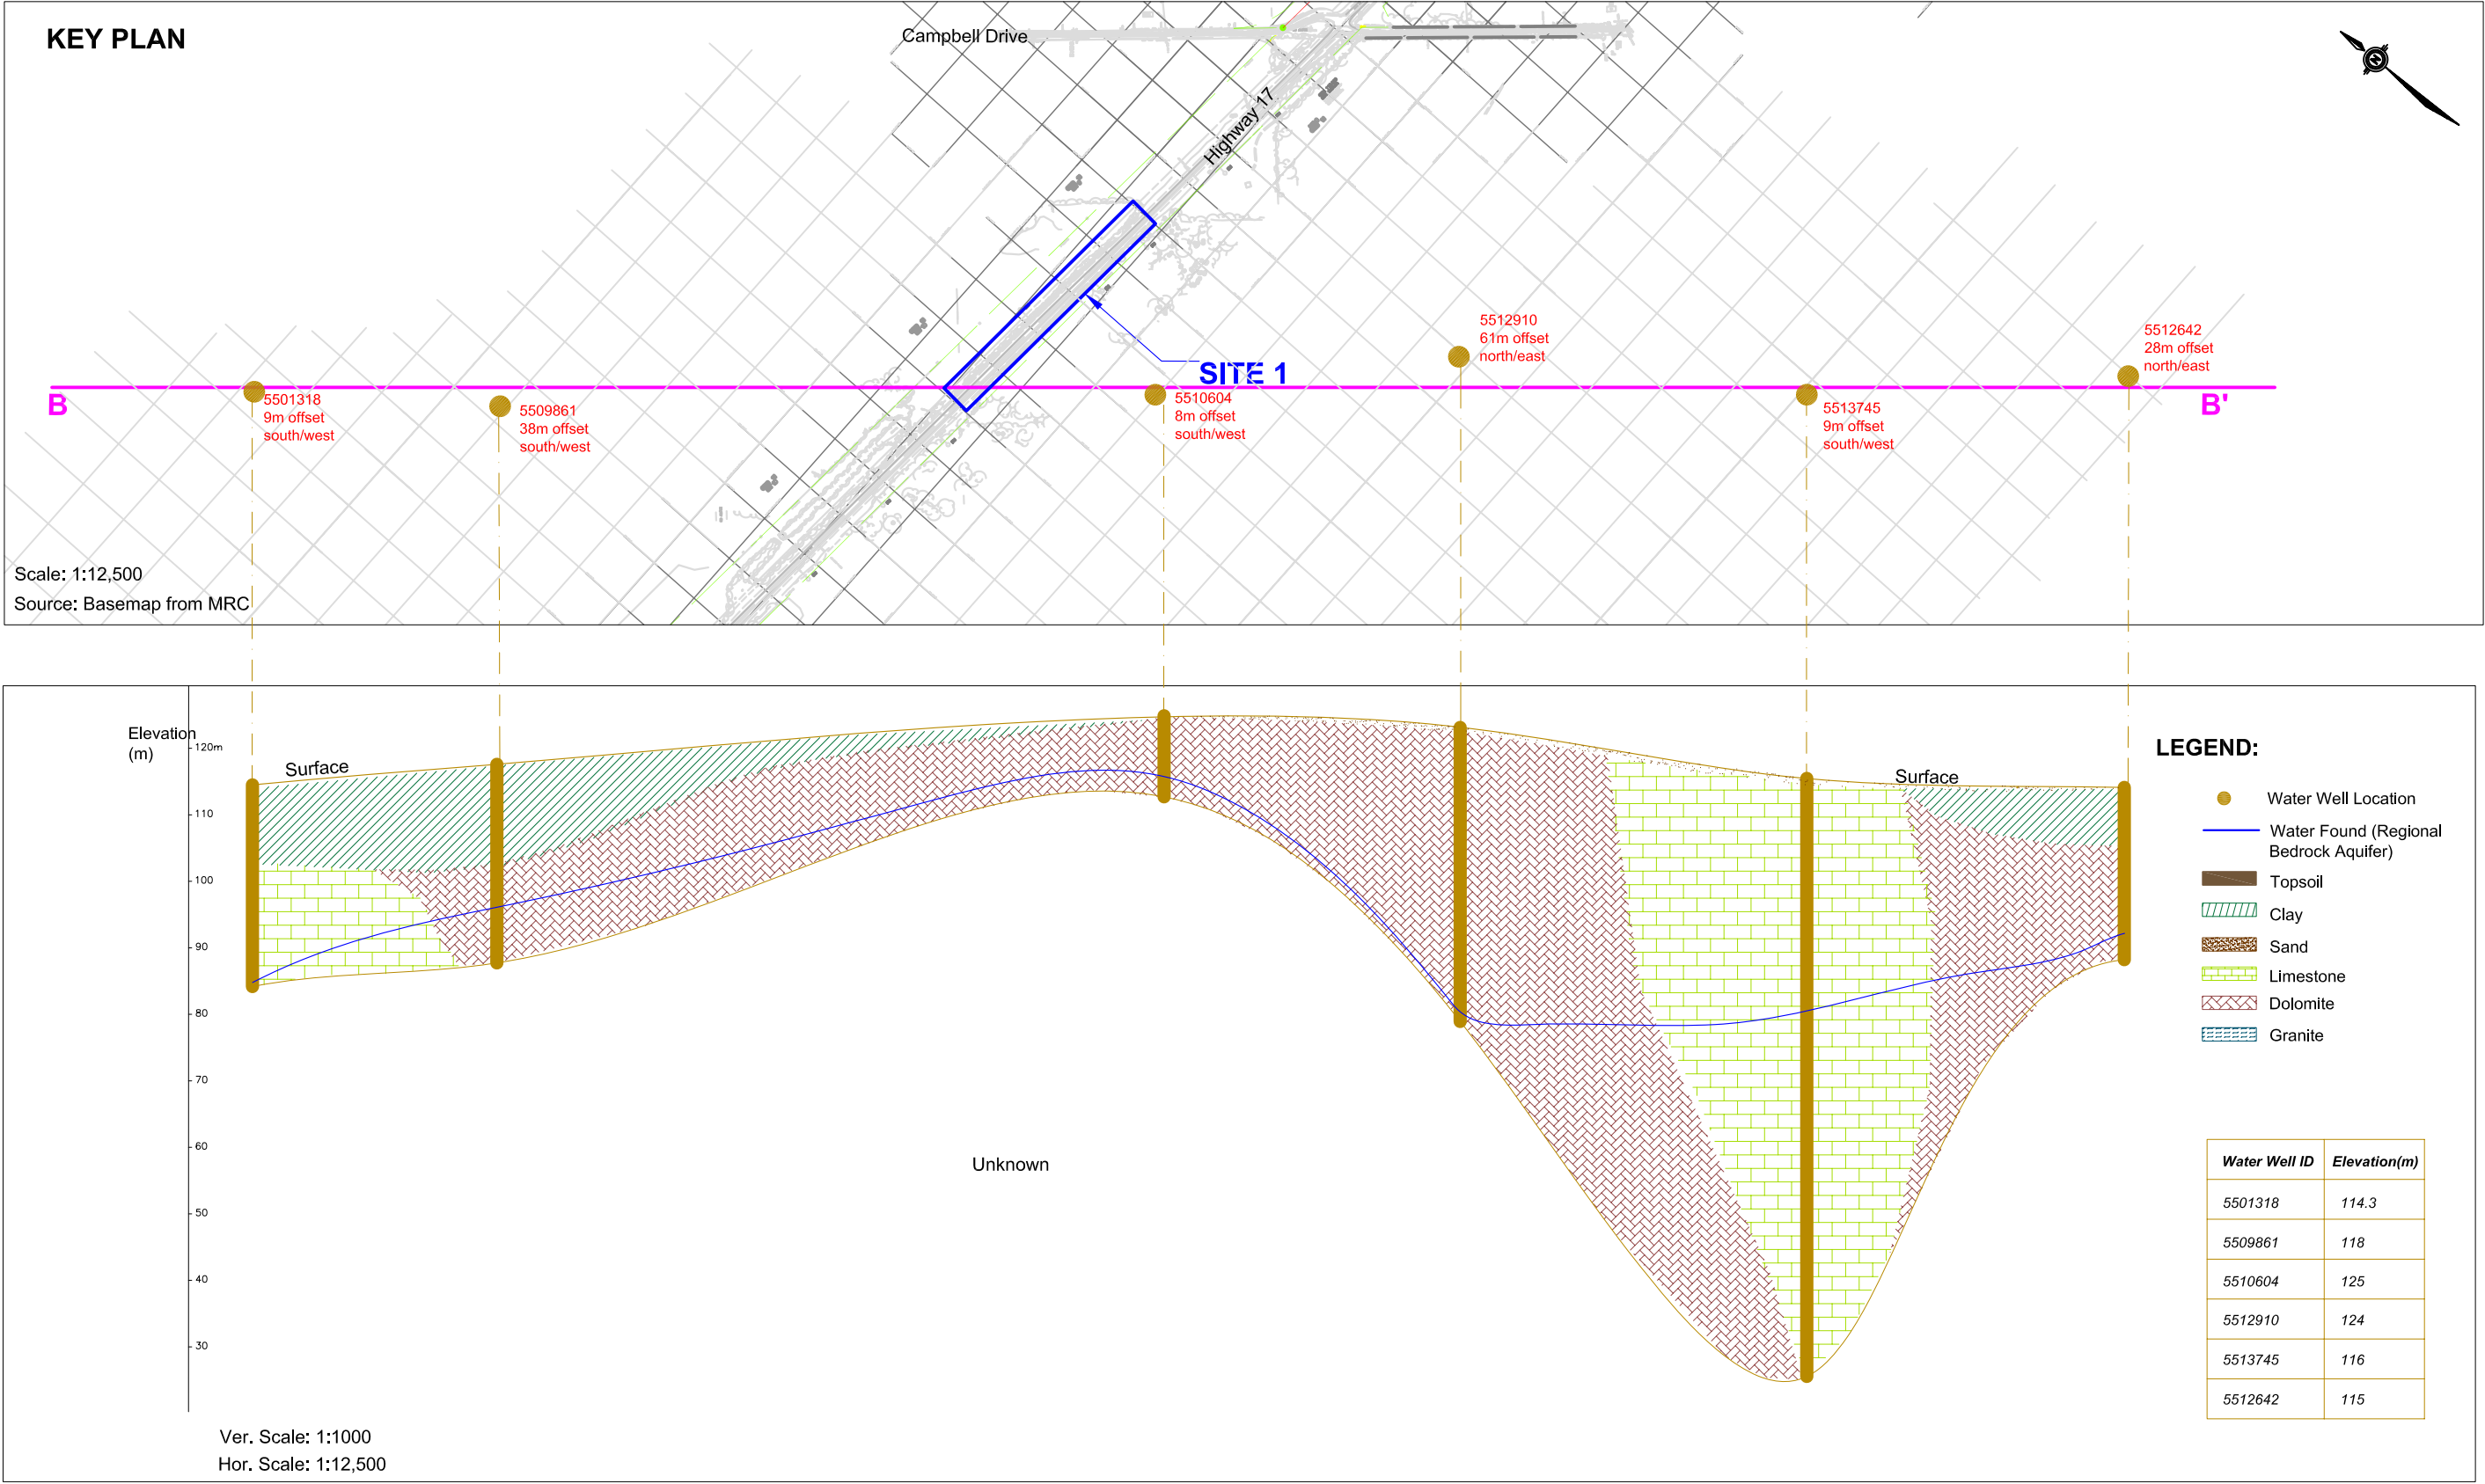 KEY PLAN
Campbell Drive
Highway 17
N
5512910
61m offset
north/east
5512642
28m offset
north/east
SITE 1
B
B'
5501318
9m offset
south/west
5509861
38m offset
south/west
5510604
8m offset
south/west
5513745
9m offset
south/west
Scale: 1:12,500
Source: Basemap from MRC
Elevation
(m)
120m
110
100
90
80
70
60
50
40
30
Surface
Surface
Unknown
Ver. Scale: 1:1000
Hor. Scale: 1:12,500
LEGEND:
Water Well Location
Water Found (Regional
Bedrock Aquifer)
Topsoil
Clay
Sand
Limestone
Dolomite
Granite
Water Well ID Elevation(m)
5501318 114.3
5509861 118
5510604 125
5512910 124
5513745 116
5512642 115